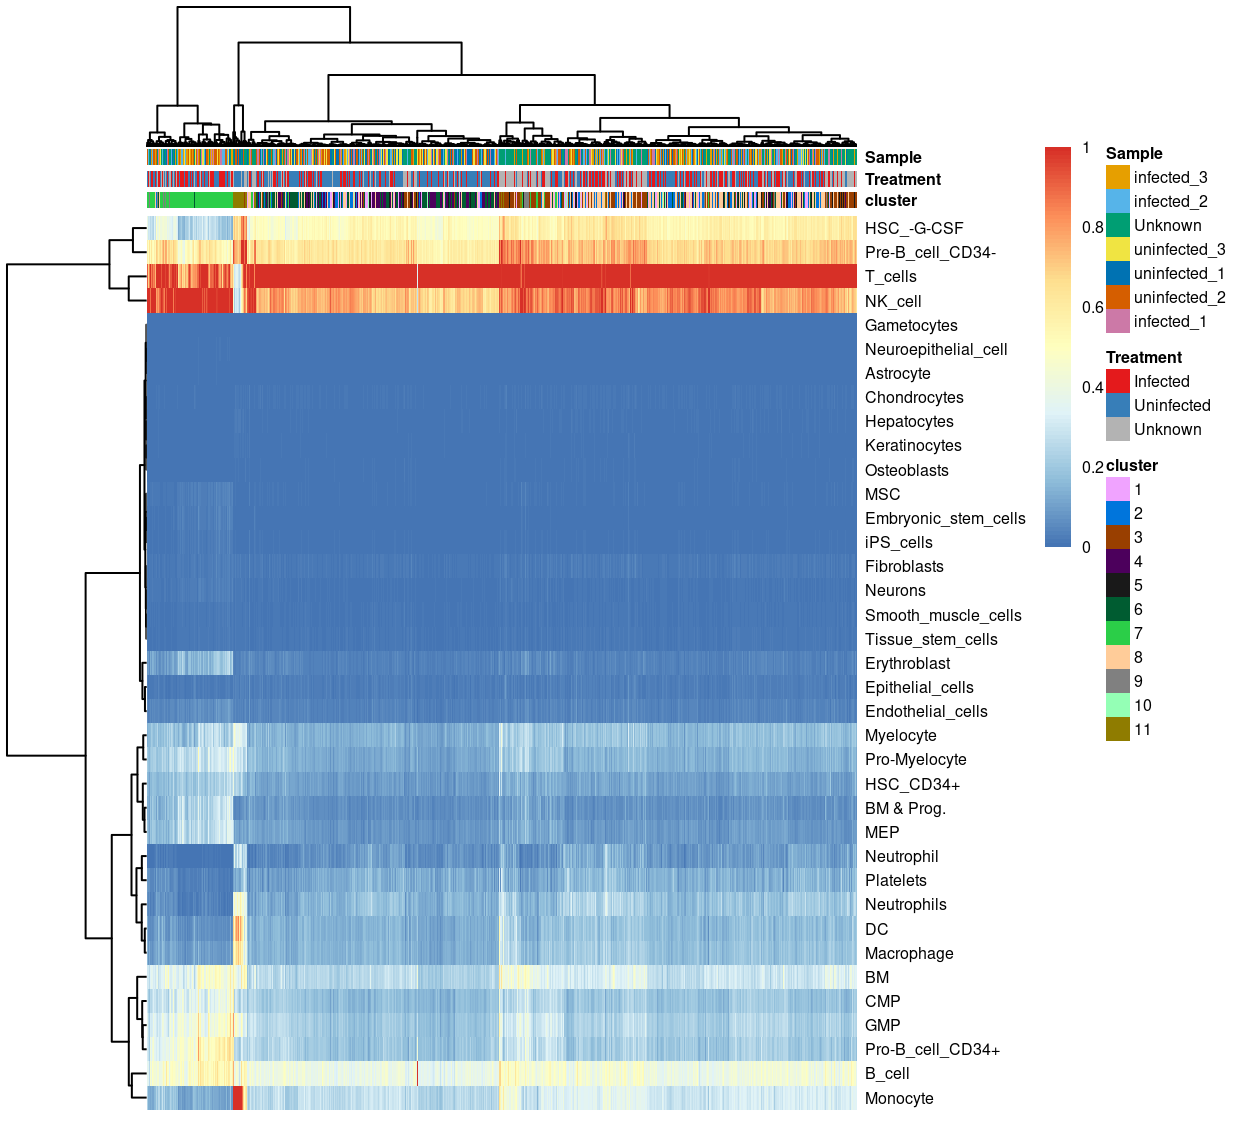 Sample
Treatment
cluster
HSC_-G-CSF
Pre-B_cell_CD34-
T_cells
NK_cell
Gametocytes
Neuroepithelial_cell
Astrocyte
Chondrocytes
Hepatocytes
Keratinocytes
Osteoblasts
MSC
Embryonic_stem_cells
iPS_cells
Fibroblasts
Neurons
Smooth_muscle_cells
Tissue_stem_cells
Erythroblast
Epithelial_cells
Endothelial_cells
Myelocyte
Pro-Myelocyte
HSC_CD34+
BM & Prog.
MEP
Neutrophil
Platelets
Neutrophils
DC
Macrophage
BM
CMP
GMP
Pro-B_cell_CD34+
B_cell
Monocyte
1
0.8
0.6
0.4
0.2
0
Sample
infected_3
infected_2
Unknown
uninfected_3
uninfected_1
uninfected_2
infected_1
Treatment
Infected
Uninfected
Unknown
cluster
1
2
3
4
5
6
7
8
9
10
11